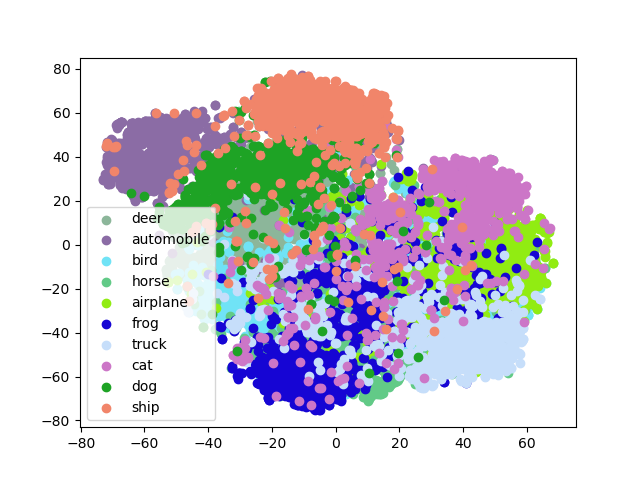 80
60
40
20
0
−20
−40
−60
−80
deer
automobile
bird
horse
airplane
frog
truck
cat
dog
ship
−80 −60 −40 −20 0 20 40 60